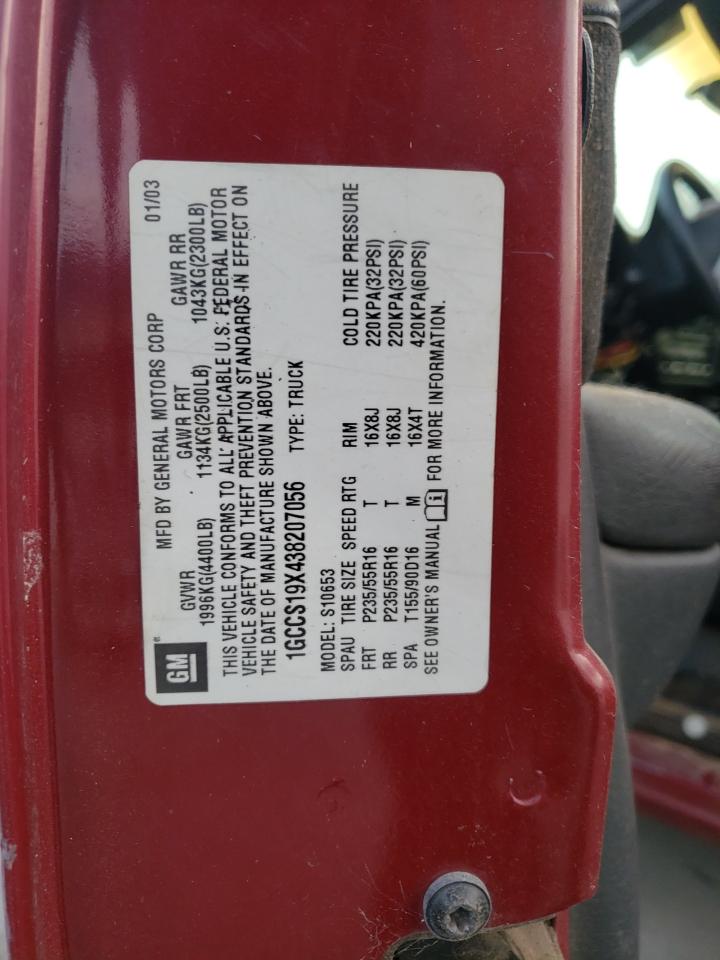 GM
®
MFD BY GENERAL MOTORS CORP 01/03
GVWR GAWR FRT GAWR RR
1996KG(4400LB) 1134KG(2500LB) 1043KG(2300LB)
THIS VEHICLE CONFORMS TO ALL APPLICABLE U.S. FEDERAL MOTOR
VEHICLE SAFETY AND THEFT PREVENTION STANDARDS IN EFFECT ON
THE DATE OF MANUFACTURE SHOWN ABOVE.
1GCCS19X438207056 TYPE: TRUCK
MODEL: S10653
SPAU TIRE SIZE SPEED RTG RIM COLD TIRE PRESSURE
FRT P235/55R16 T 16X8J 220KPA(32PSI)
RR P235/55R16 T 16X8J 220KPA(32PSI)
SPA T155/90D16 M 16X4T 420KPA(60PSI)
SEE OWNER'S MANUAL FOR MORE INFORMATION.